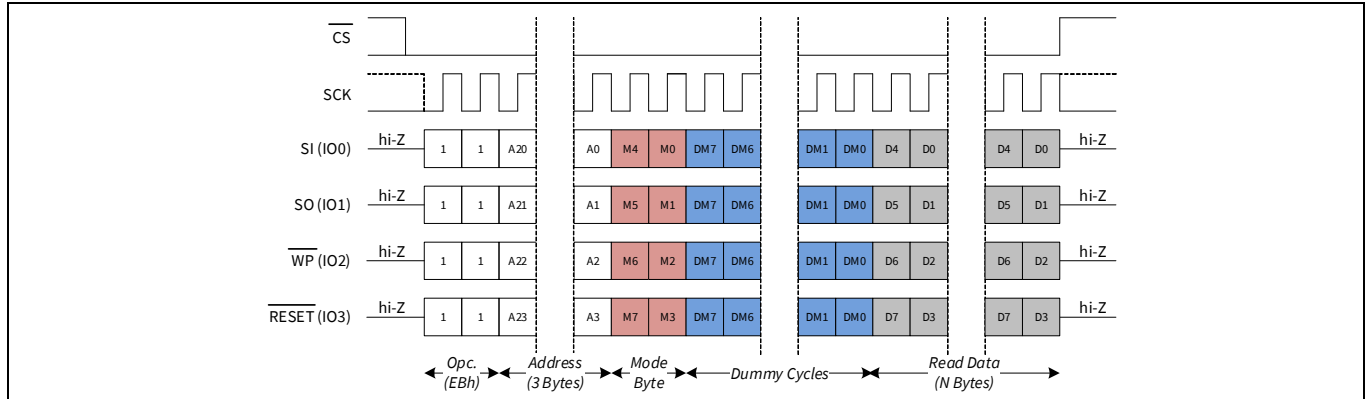 CS
SCK
SI (IO0) hi-Z 1 1 A20 A0 M4 M0 DM7 DM6 DM1 DM0 D4 D0 D4 D0 hi-Z
SO (IO1) hi-Z 1 1 A21 A1 M5 M1 DM7 DM6 DM1 DM0 D5 D1 D5 D1 hi-Z
WP (IO2) hi-Z 1 1 A22 A2 M6 M2 DM7 DM6 DM1 DM0 D6 D2 D6 D2 hi-Z
RESET (IO3) hi-Z 1 1 A23 A3 M7 M3 DM7 DM6 DM1 DM0 D7 D3 D7 D3 hi-Z
Opc. Address Mode Dummy Cycles Read Data
(EBh) (3 Bytes) Byte (N Bytes)